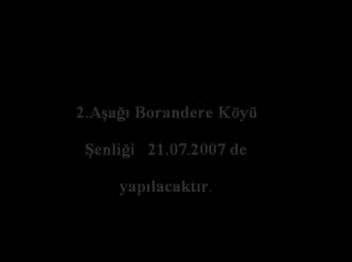 2.Aşağı Borandere Köyü
Şenliği 21.07.2007 de
yapılacaktır.